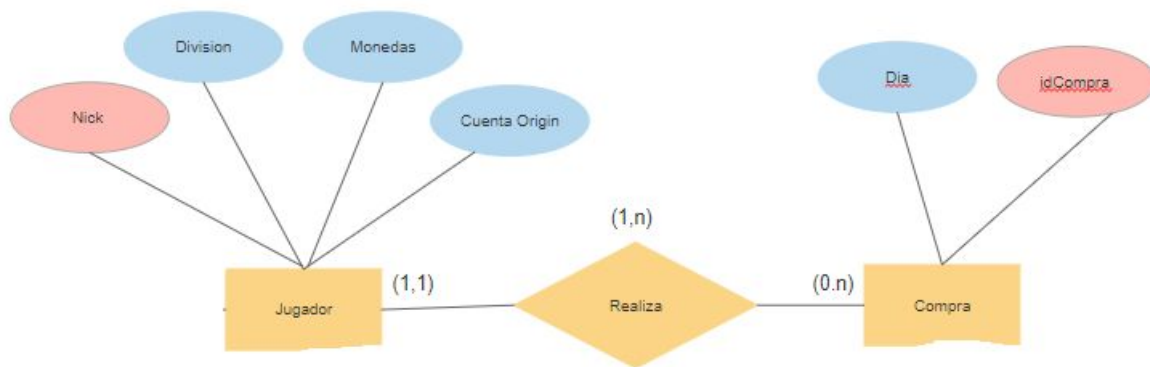 Division
Monedas
Nick
Cuenta Origin
Dia
idCompra
(1,n)
(1,1)
(0.n)
Jugador
Realiza
Compra